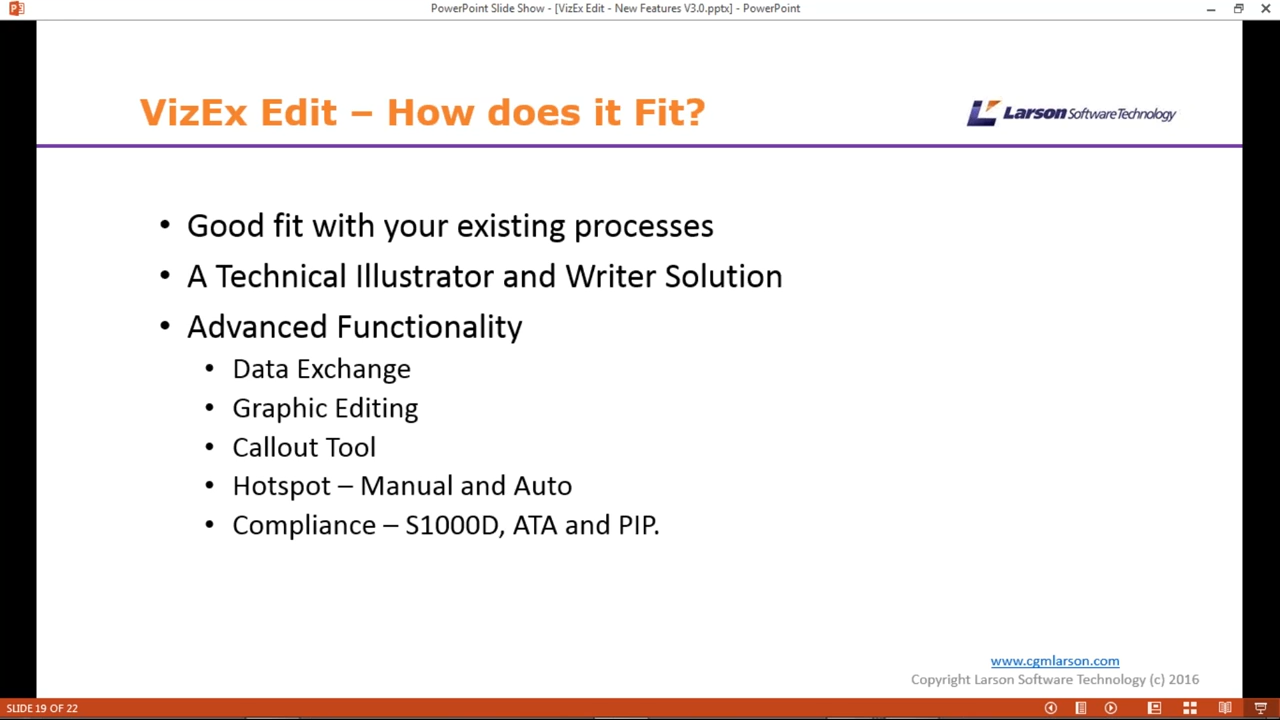 PowerPoint Slide Show - [VizEx Edit - New Features V3.0.pptx] - PowerPoint
VizEx Edit – How does it Fit?
Larson Software Technology
• Good fit with your existing processes
• A Technical Illustrator and Writer Solution
• Advanced Functionality
• Data Exchange
• Graphic Editing
• Callout Tool
• Hotspot – Manual and Auto
• Compliance – S1000D, ATA and PIP.
www.cgmlarson.com
Copyright Larson Software Technology (c) 2016
SLIDE 19 OF 22